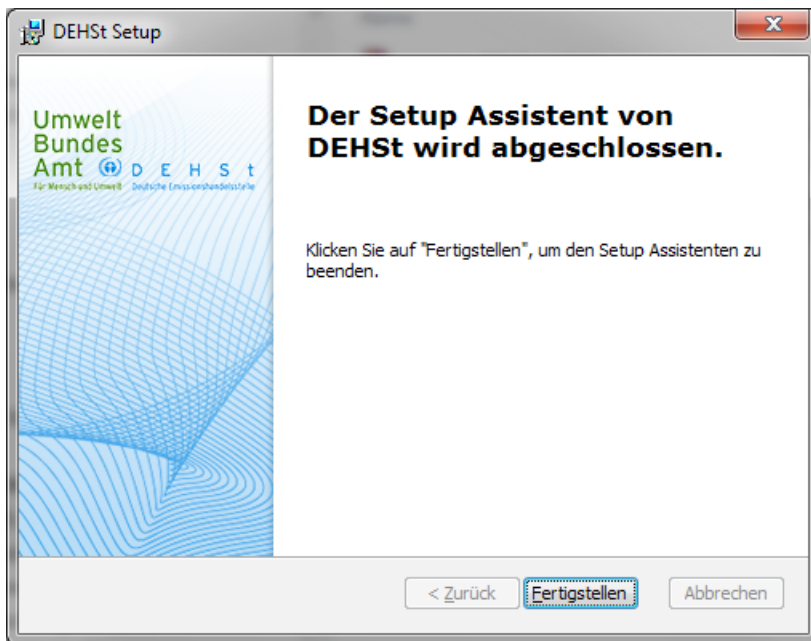 DEHSt Setup
Umwelt
Bundes
Amt D E H S t
Für Mensch und Umwelt Deutsche Emissionshandelsstelle
Der Setup Assistent von
DEHSt wird abgeschlossen.
Klicken Sie auf "Fertigstellen", um den Setup Assistenten zu
beenden.
< Zurück Fertigstellen Abbrechen